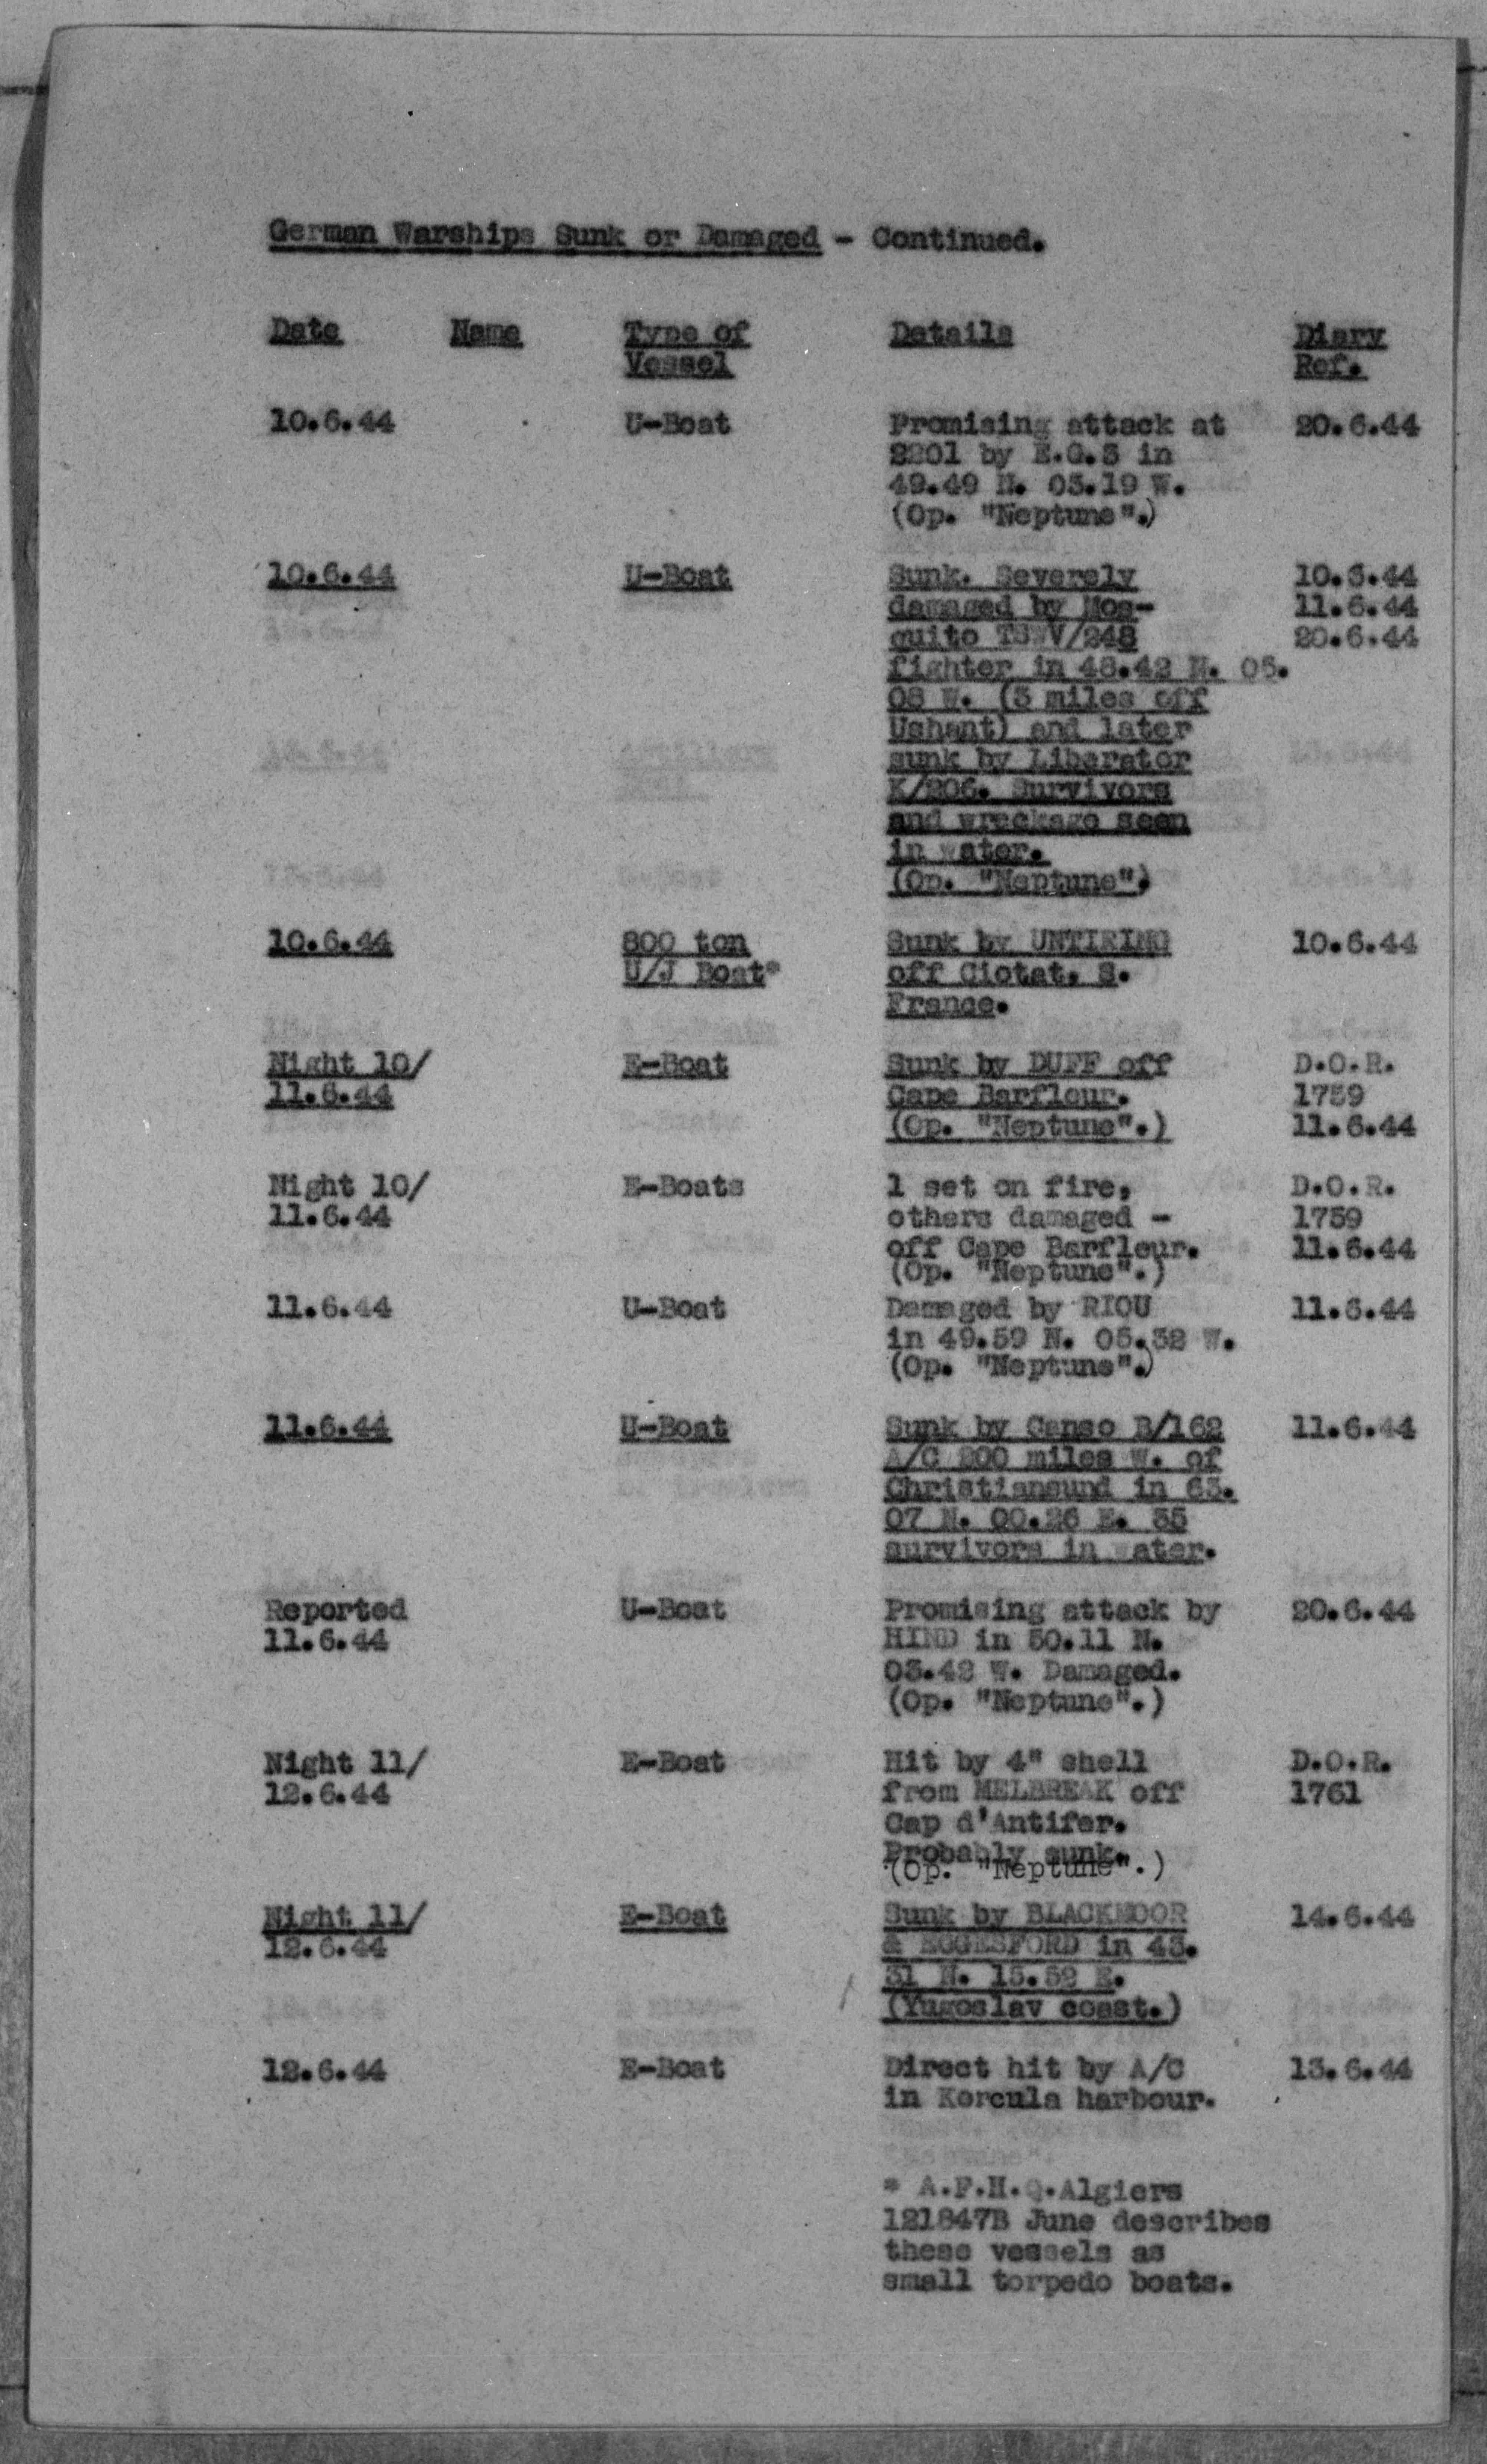 German Warships Sunk or Damaged - Continued.
Date Name Type of Vessel Details Diary Ref.
10.6.44 U-Boat Promising attack at 20.6.44
2201 by E.G.3 in
49.49 N. 03.19 W.
(Op. "Neptune".)
10.6.44 U-Boat Sunk. Severely 10.6.44
damaged by Mos- 11.6.44
quito V/248 20.6.44
fighter in 48.42 N. 05.
08 W. (3 miles off
Ushant) and later
sunk by Liberator
K/206. Survivors
and wreckage seen
in water.
(Op. "Neptune")
10.6.44 800 ton Sunk by UNTIRING 10.6.44
U/J Boat* off Ciotat, S.
France.
Night 10/ E-Boat Sunk by DUFF off D.O.R.
11.6.44 Cape Barfleur. 1759
(Op. "Neptune".) 11.6.44
Night 10/ E-Boats 1 set on fire, D.O.R.
11.6.44 others damaged - 1759
off Cape Barfleur. 11.6.44
(Op. "Neptune".)
11.6.44 U-Boat Damaged by RIOU 11.6.44
in 49.59 N. 05.32 W.
(Op. "Neptune".)
11.6.44 U-Boat Sunk by Canso B/162 11.6.44
A/C 200 miles W. of
Christiansund in 63.
07 N. 00.26 E. 35
survivors in water.
Reported U-Boat Promising attack by 20.6.44
11.6.44 HIND in 50.11 N.
03.42 W. Damaged.
(Op. "Neptune".)
Night 11/ E-Boat Hit by 4" shell D.O.R.
12.6.44 from MELBREAK off 1761
Cap d'Antifer.
Probably sunk.
(Op. "Neptune".)
Night 11/ E-Boat Sunk by BLACKMOOR 14.6.44
12.6.44 & EGGESFORD in 43.
31 N. 15.52 E.
(Yugoslav coast.)
12.6.44 E-Boat Direct hit by A/C 13.6.44
in Korcula harbour.
* A.F.H.Q.Algiers
121847B June describes
these vessels as
small torpedo boats.